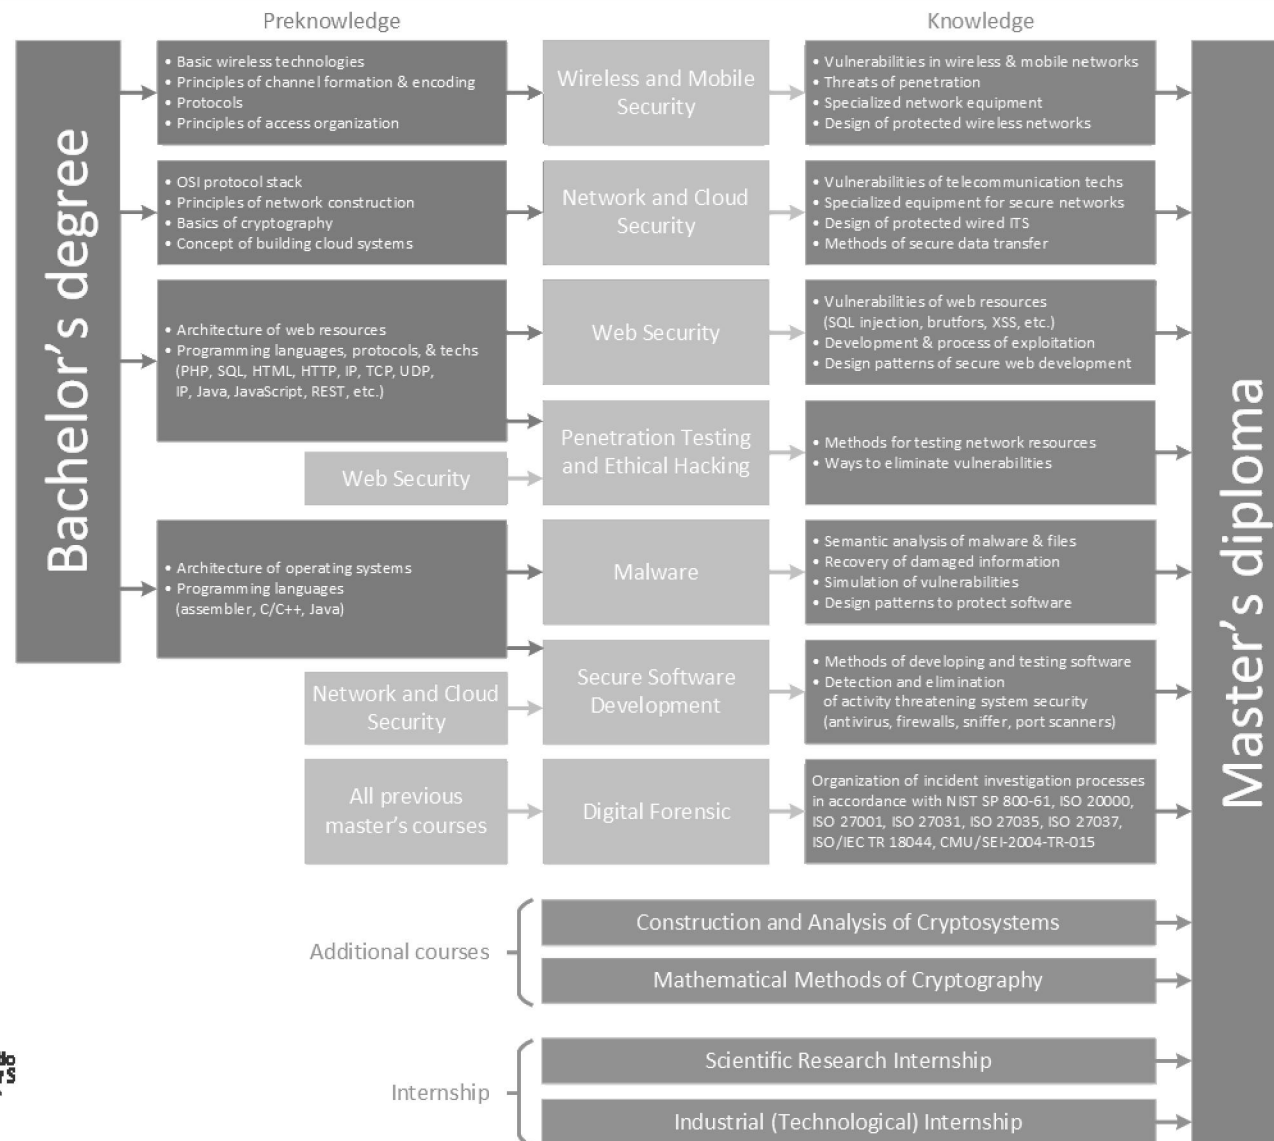 Preknowledge
Knowledge
Bachelor's degree
• Basic wireless technologies
• Principles of channel formation & encoding
• Protocols
• Principles of access organization
Wireless and Mobile
Security
• Vulnerabilities in wireless & mobile networks
• Threats of penetration
• Specialized network equipment
• Design of protected wireless networks
Master's diploma
• OSI protocol stack
• Principles of network construction
• Basics of cryptography
• Concept of building cloud systems
Network and Cloud
Security
• Vulnerabilities of telecommunication techs
• Specialized equipment for secure networks
• Design of protected wired ITS
• Methods of secure data transfer
• Architecture of web resources
• Programming languages, protocols, & techs
(PHP, SQL, HTML, HTTP, IP, TCP, UDP,
IP, Java, JavaScript, REST, etc.)
Web Security
• Vulnerabilities of web resources
(SQL injection, brutfors, XSS, etc.)
• Development & process of exploitation
• Design patterns of secure web development
Web Security
Penetration Testing
and Ethical Hacking
• Methods for testing network resources
• Ways to eliminate vulnerabilities
• Architecture of operating systems
• Programming languages
(assembler, C/C++, Java)
Malware
• Semantic analysis of malware & files
• Recovery of damaged information
• Simulation of vulnerabilities
• Design patterns to protect software
Network and Cloud
Security
Secure Software
Development
• Methods of developing and testing software
• Detection and elimination
of activity threatening system security
(antivirus, firewalls, sniffer, port scanners)
All previous
master's courses
Digital Forensic
Organization of incident investigation processes
in accordance with NIST SP 800-61, ISO 20000,
ISO 27001, ISO 27031, ISO 27035, ISO 27037,
ISO/IEC TR 18044, CMU/SEI-2004-TR-015
Additional courses
Construction and Analysis of Cryptosystems
Mathematical Methods of Cryptography
Internship
Scientific Research Internship
Industrial (Technological) Internship